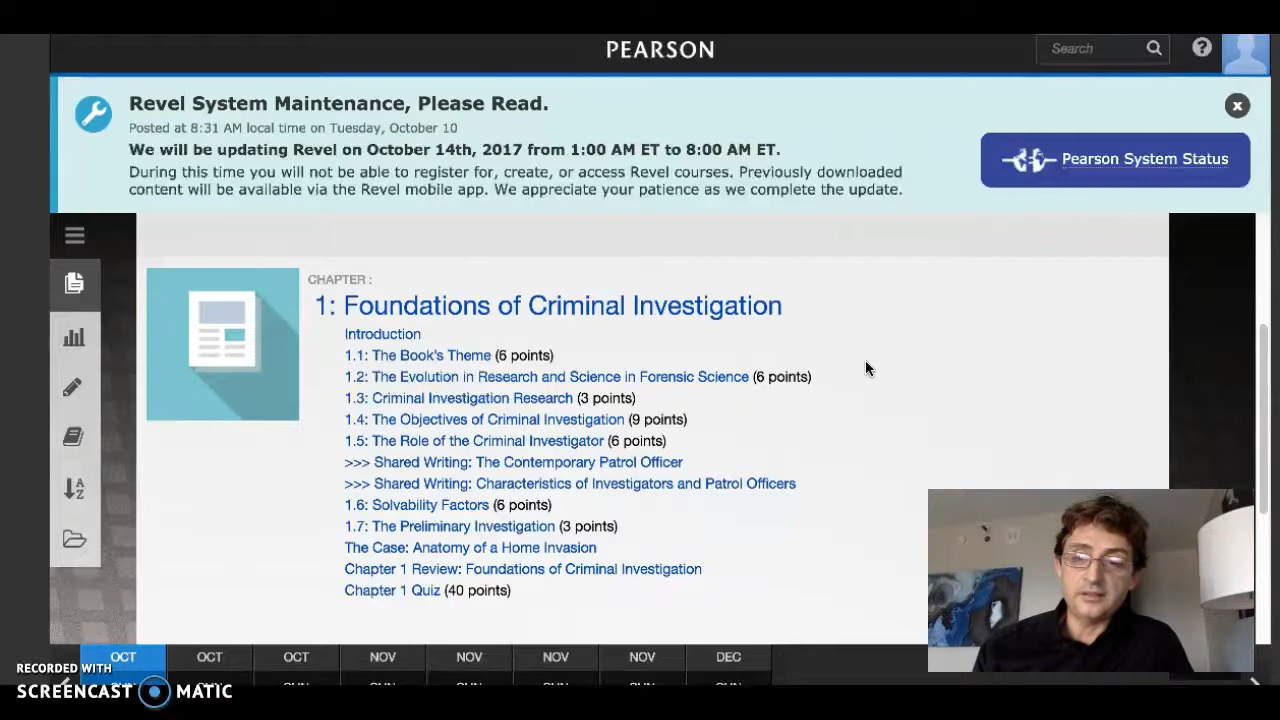 PEARSON
Search
Revel System Maintenance, Please Read.
Posted at 8:31 AM local time on Tuesday, October 10
We will be updating Revel on October 14th, 2017 from 1:00 AM ET to 8:00 AM ET.
During this time you will not be able to register for, create, or access Revel courses. Previously downloaded
content will be available via the Revel mobile app. We appreciate your patience as we complete the update.
Pearson System Status
CHAPTER :
1: Foundations of Criminal Investigation
Introduction
1.1: The Book's Theme (6 points)
1.2: The Evolution in Research and Science in Forensic Science (6 points)
1.3: Criminal Investigation Research (3 points)
1.4: The Objectives of Criminal Investigation (9 points)
1.5: The Role of the Criminal Investigator (6 points)
>>> Shared Writing: The Contemporary Patrol Officer
>>> Shared Writing: Characteristics of Investigators and Patrol Officers
1.6: Solvability Factors (6 points)
1.7: The Preliminary Investigation (3 points)
The Case: Anatomy of a Home Invasion
Chapter 1 Review: Foundations of Criminal Investigation
Chapter 1 Quiz (40 points)
OCT OCT OCT NOV NOV NOV NOV DEC
RECORDED WITH
SCREENCAST MATIC